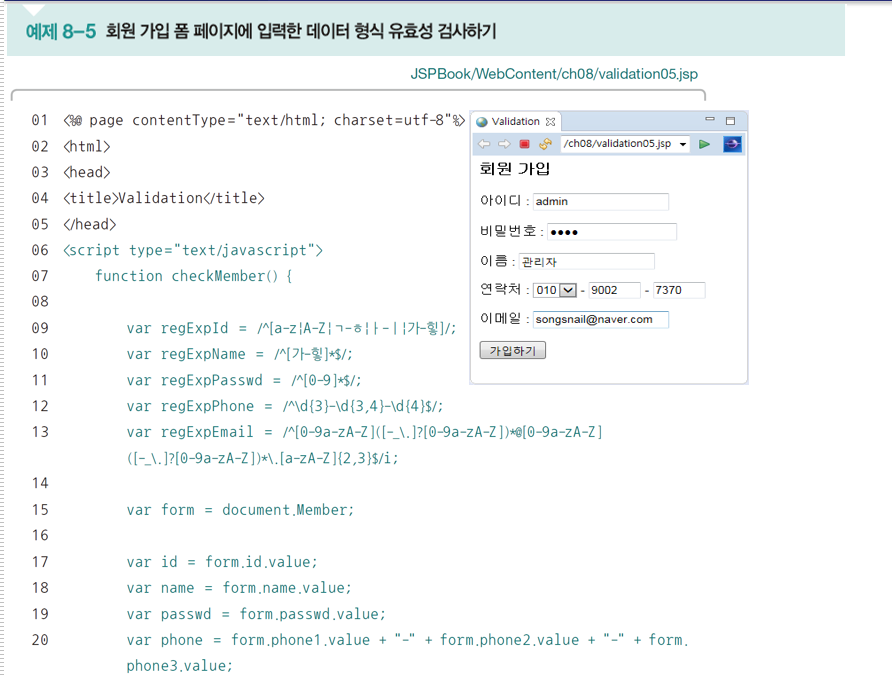 예제 8-5 회원 가입 폼 페이지에 입력한 데이터 형식 유효성 검사하기
JSPBook/WebContent/ch08/validation05.jsp
01 <%@ page contentType="text/html; charset=utf-8"%>
02 <html>
03 <head>
04 <title>Validation</title>
05 </head>
06 <script type="text/javascript">
07 function checkMember() {
08
09 var regExpId = /^[a-z|A-Z|ㄱ-ㅎ|ㅏ-ㅣ|가-힣]/;
10 var regExpName = /^[가-힣]*$/;
11 var regExpPasswd = /^[0-9]*$/;
12 var regExpPhone = /^\d{3}-\d{3,4}-\d{4}$/;
13 var regExpEmail = /^[0-9a-zA-Z]([-_\.]?[0-9a-zA-Z])*@[0-9a-zA-Z]
([-_\.]?[0-9a-zA-Z])*\.[a-zA-Z]{2,3}$/i;
14
15 var form = document.Member;
16
17 var id = form.id.value;
18 var name = form.name.value;
19 var passwd = form.passwd.value;
20 var phone = form.phone1.value + "-" + form.phone2.value + "-" + form.
phone3.value;
Validation
/ch08/validation05.jsp
회원 가입
아이디 : admin
비밀번호 : ●●●●
이름 : 관리자
연락처 : 010 - 9002 - 7370
이메일 : songsnail@naver.com
가입하기